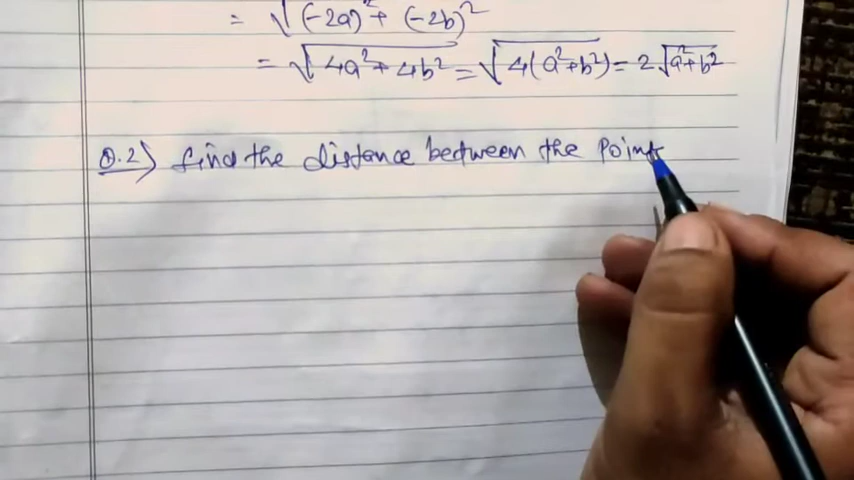 = √(-2a)² + (-2b)²
= √4a² + 4b² = √4(a² + b²) = 2√a² + b²
Q.2) find the distance between the Point